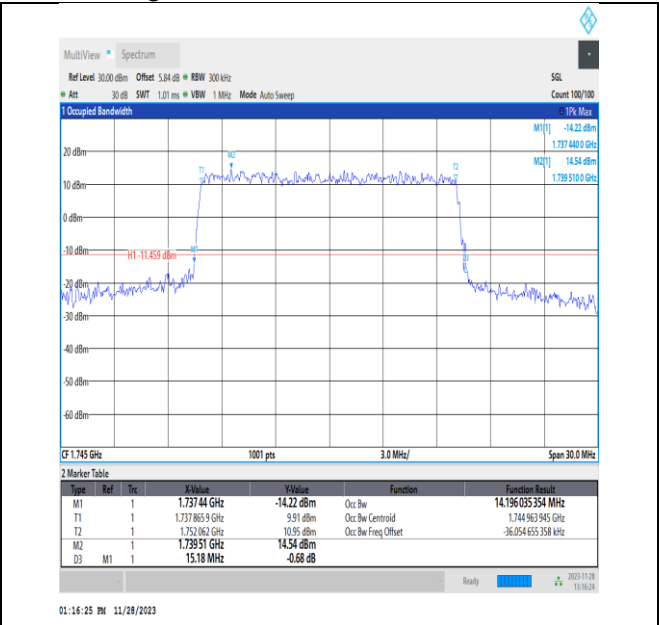 MultiView Spectrum
Ref Level 30.00 dBm Offset 5.84 dB RBW 300 kHz SGL
Att 30 dB SWT 1.01 ms VBW 1 MHz Mode Auto Sweep Count 100/100
1 Occupied Bandwidth 1Pk Max
M1[1] -14.22 dBm
1.737 440 0 GHz
M2[1] 14.54 dBm
1.739 510 0 GHz
20 dBm
M2
T1
T2
10 dBm
0 dBm
-10 dBm
H1 -11.459 dBm
M1
D3
-20 dBm
-30 dBm
-40 dBm
-50 dBm
-60 dBm
CF 1.745 GHz 1001 pts 3.0 MHz/ Span 30.0 MHz
2 Marker Table
Type Ref Trc X-Value Y-Value Function Function Result
M1 1 1.73744 GHz -14.22 dBm Occ Bw 14.196 035 354 MHz
T1 1 1.737 865 9 GHz 9.91 dBm Occ Bw Centroid 1.744 963 945 GHz
T2 1 1.752 062 GHz 10.95 dBm Occ Bw Freq Offset -36.054 655 358 kHz
M2 1 1.73951 GHz 14.54 dBm
D3 M1 1 15.18 MHz -0.68 dB
Ready 2023-11-28
13:16:24
01:16:25 PM 11/28/2023